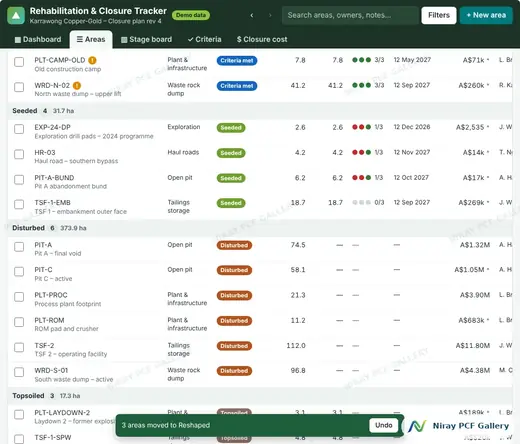 Rehabilitation & Closure Tracker Demo data
Karrawong Copper-Gold – Closure plan rev 4
Search areas, owners, notes...
Filters
+ New area
Dashboard
Areas
Stage board
Criteria
$ Closure cost
PLT-CAMP-OLD Plant & infrastructure Criteria met 7.8 7.8 3/3 12 May 2027 A$71k L. Br
Old construction camp
WRD-N-02 Waste rock dump Criteria met 41.2 41.2 3/3 12 Sep 2027 A$260k R. Ka
North waste dump – upper lift
Seeded 4 31.7 ha
EXP-24-DP Exploration Seeded 2.6 2.6 1/3 12 Dec 2026 A$2,535 L. Br
Exploration drill pads – 2024 programme
HR-03 Haul roads Seeded 4.2 4.2 1/3 12 Nov 2027 A$14k T. N
Haul road – southern bypass
PIT-A-BUND Open pit Seeded 6.2 6.2 1/3 12 Oct 2027 A$17k A. H
Pit A abandonment bund
TSF-1-EMB Tailings storage Seeded 18.7 18.7 0/3 12 Sep 2027 A$269k L. Br
TSF 1 – embankment outer face
Disturbed 6 373.9 ha
PIT-A Open pit Disturbed 74.5 — — — A$1.32M A. H
Pit A – final void
PIT-C Open pit Disturbed 58.1 — — — A$1.05M A. H
Pit C – active
PLT-PROC Plant & infrastructure Disturbed 21.3 — — — A$3.90M L. Br
Process plant footprint
PLT-ROM Plant & infrastructure Disturbed 11.2 — — — A$683k L. Br
ROM pad and crusher
TSF-2 Tailings storage Disturbed 112.0 — — — A$11.80M L. Br
TSF 2 – operating facility
WRD-S-01 Waste rock dump Disturbed 96.8 — — — A$4.38M M. O
South waste dump – active
Topsoiled 3 17.3 ha
PLT-LAYDOWN-2 Plant & Topsoiled 3.1 3.1 A$189k L. Br
Laydown 2 – former explosi
TSF-1-SPW Tailings
3 areas moved to Reshaped
Undo
Niray PCF Gallery